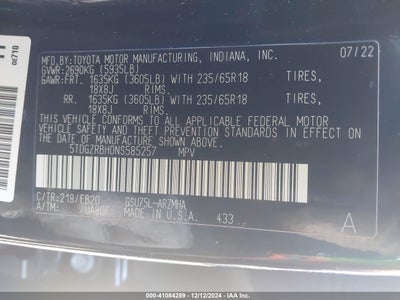 MFD.BY:TOYOTA MOTOR MANUFACTURING, INDIANA, INC.
GVWR:2690KG (5935LB) 07/22
GAWR:FRT. 1635KG (3605LB) WITH 235/65R18 TIRES,
18X8J RIMS.
RR. 1635KG (3605LB) WITH 235/65R18 TIRES,
18X8J RIMS.
THIS VEHICLE CONFORMS TO ALL APPLICABLE FEDERAL MOTOR
VEHICLE SAFETY AND THEFT PREVENTION STANDARDS IN EFFECT
ON THE DATE OF MANUFACTURE SHOWN ABOVE.
5TDGZRBH0NS585257 MPV
C/TR:218/EB20 GSU75L-ARZMHA
A/TM: /UA80F MADE IN U.S.A. 433
A
000-41084289 - 12/12/2024 - IAA Inc.